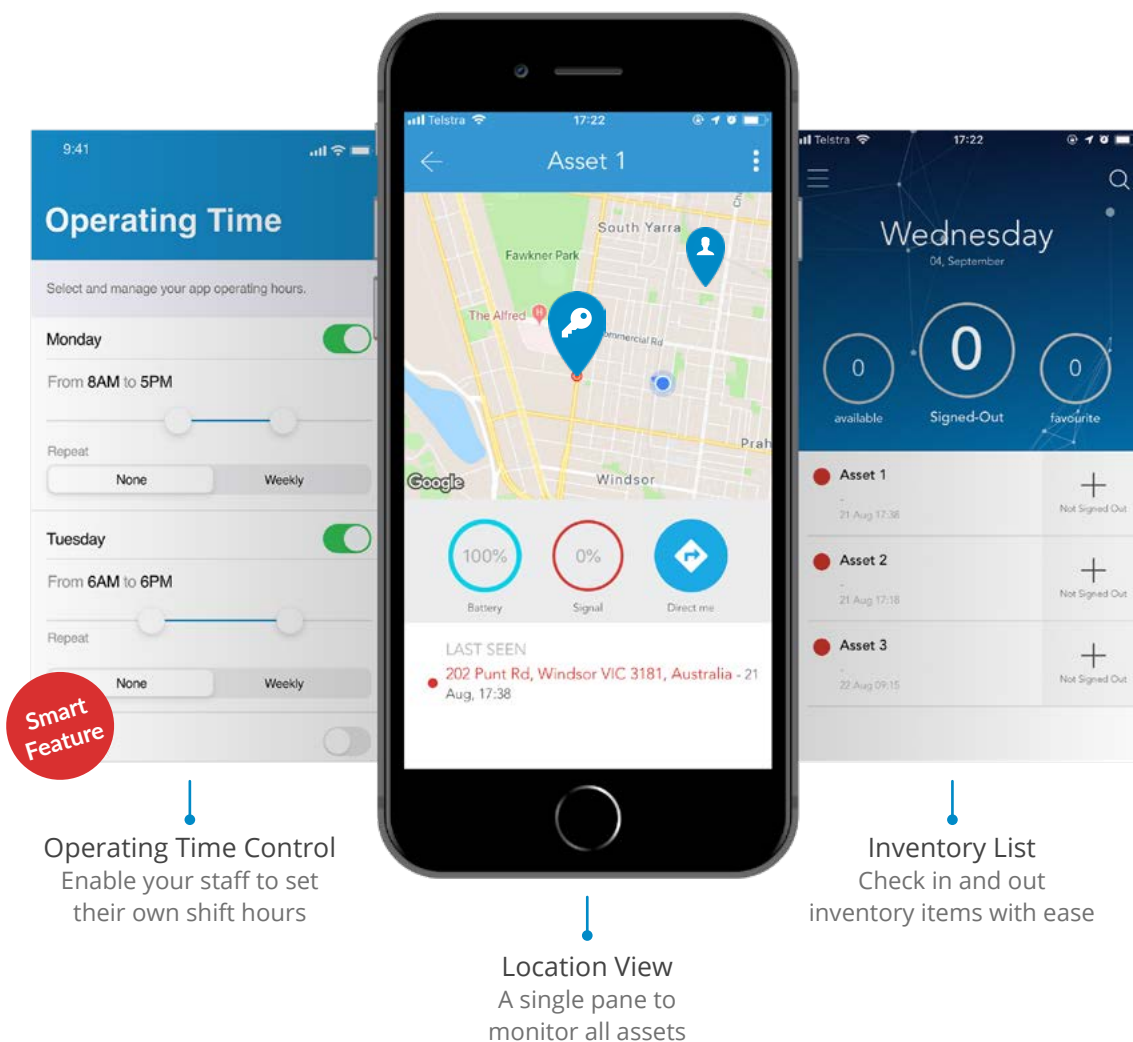 9:41
Operating Time
Select and manage your app operating hours.
Monday
From 8AM to 5PM
Repeat
None Weekly
Tuesday
From 6AM to 6PM
Repeat
None Weekly
Smart
Feature
Operating Time Control
Enable your staff to set
their own shift hours
Telstra 17:22
Asset 1
South Yarra
Fawkner Park
The Alfred
H
ommercial Rd
Prah
Windsor
Google
100% 0%
Battery Signal Direct me
LAST SEEN
202 Punt Rd, Windsor VIC 3181, Australia - 21
Aug, 17:38
Location View
A single pane to
monitor all assets
Telstra 17:22
Wednesday
04, September
0 0 0
available Signed-Out favourite
Asset 1
-
21 Aug 17:38
Not Signed Out
Asset 2
-
21 Aug 17:18
Not Signed Out
Asset 3
-
22 Aug 09:15
Not Signed Out
Inventory List
Check in and out
inventory items with ease